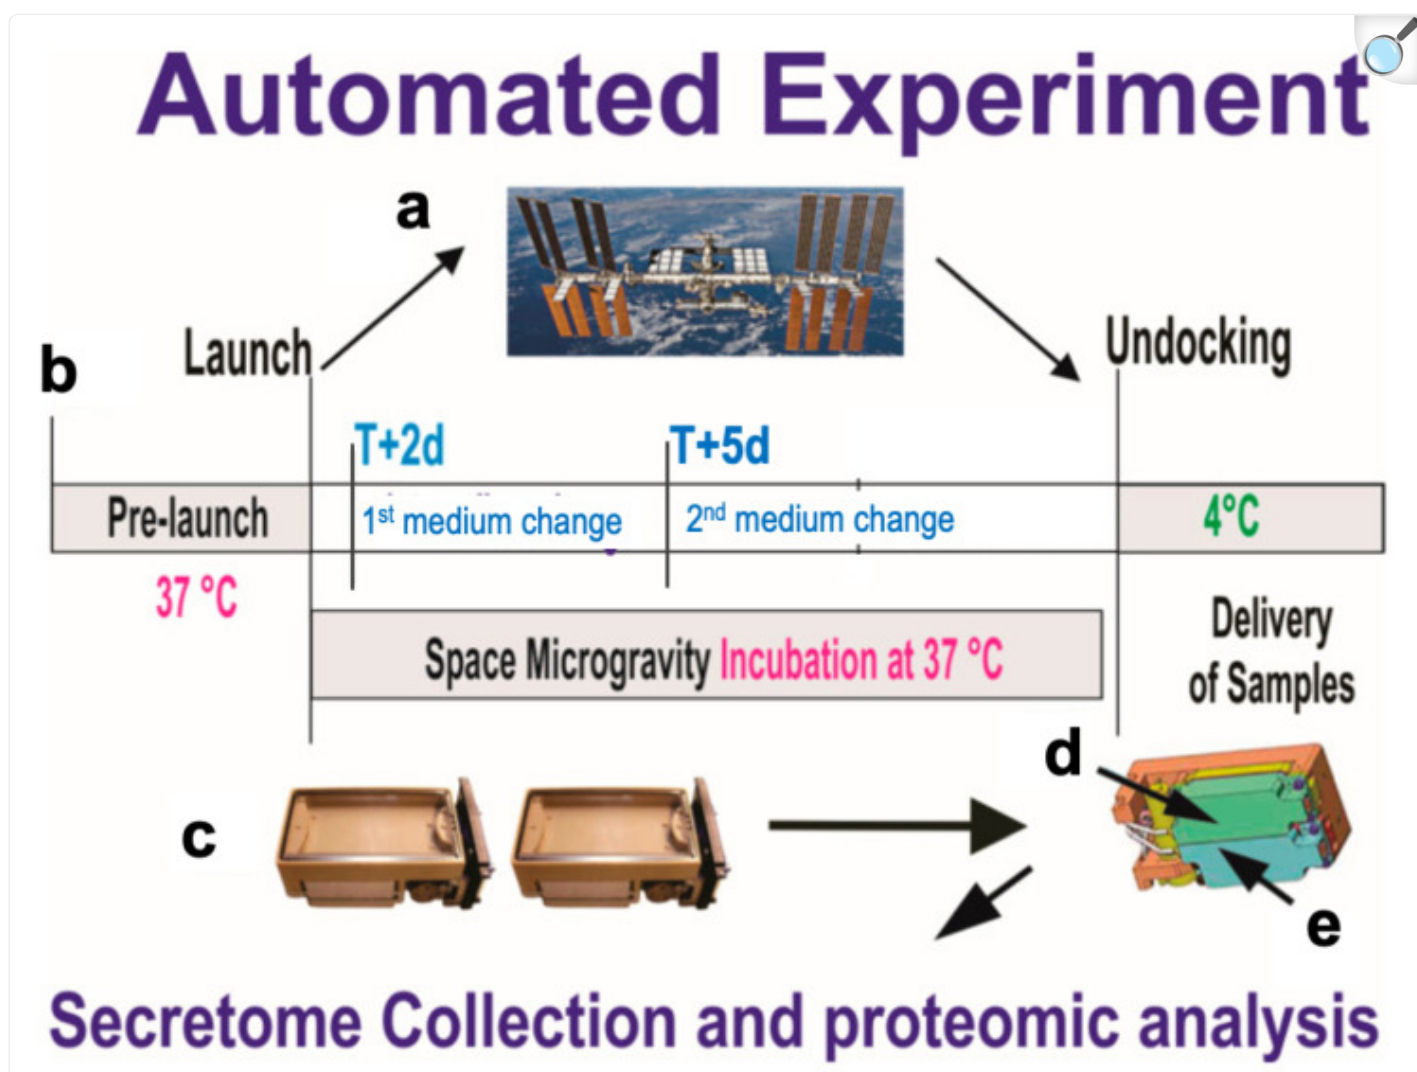 Automated Experiment
a
Launch
Undocking
b
T+2d
T+5d
Pre-launch
1st medium change
2nd medium change
4°C
37 °C
Space Microgravity Incubation at 37 °C
Delivery
of Samples
d
c
e
Secretome Collection and proteomic analysis